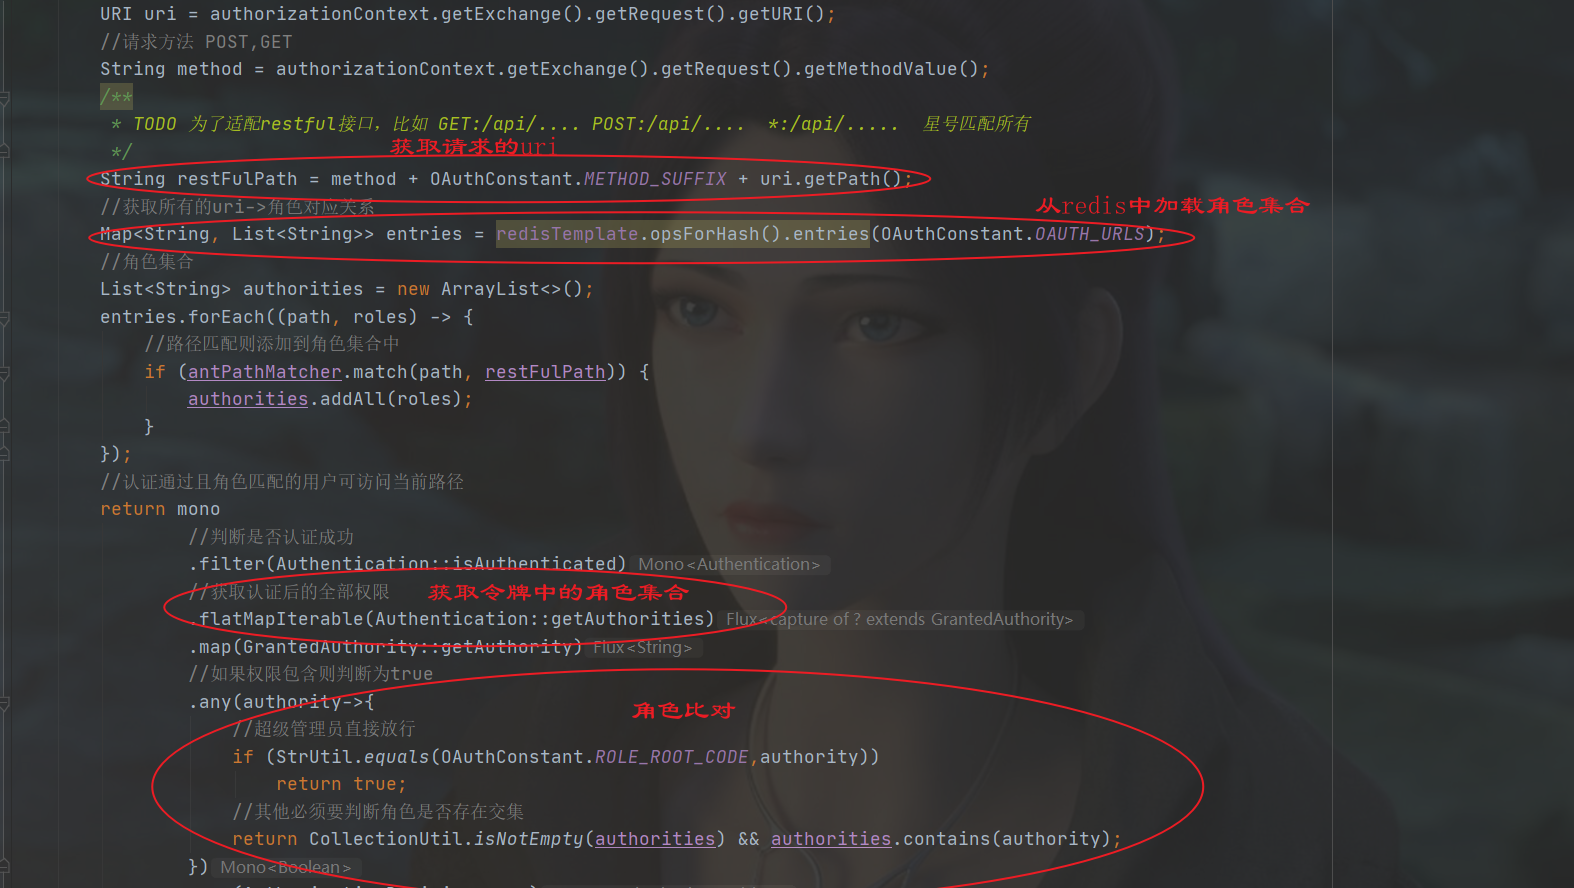 URI uri = authorizationContext.getExchange().getRequest().getURI();
//请求方法 POST,GET
String method = authorizationContext.getExchange().getRequest().getMethodValue();
/**
* TODO 为了适配restful接口，比如 GET:/api/.... POST:/api/.... *:/api/..... 星号匹配所有
*/
获取请求的uri
String restFulPath = method + OAuthConstant.METHOD_SUFFIX + uri.getPath();
//获取所有的uri->角色对应关系
从redis中加载角色集合
Map<String, List<String>> entries = redisTemplate.opsForHash().entries(OAuthConstant.OAUTH_URLS);
//角色集合
List<String> authorities = new ArrayList<>();
entries.forEach((path, roles) -> {
//路径匹配则添加到角色集合中
if (antPathMatcher.match(path, restFulPath)) {
authorities.addAll(roles);
}
});
//认证通过且角色匹配的用户可访问当前路径
return mono
//判断是否认证成功
.filter(Authentication::isAuthenticated) Mono<Authentication>
//获取认证后的全部权限 获取令牌中的角色集合
.flatMapIterable(Authentication::getAuthorities) Flux<capture of ? extends GrantedAuthority>
.map(GrantedAuthority::getAuthority) Flux<String>
//如果权限包含则判断为true
.any(authority->{
角色比对
//超级管理员直接放行
if (StrUtil.equals(OAuthConstant.ROLE_ROOT_CODE,authority))
return true;
//其他必须要判断角色是否存在交集
return CollectionUtil.isNotEmpty(authorities) && authorities.contains(authority);
}) Mono<Boolean>